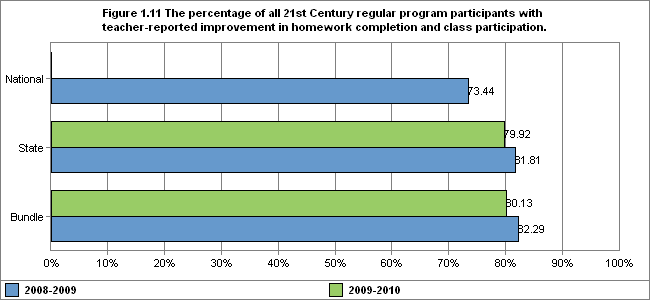 Figure 1.11 The percentage of all 21st Century regular program participants with
teacher-reported improvement in homework completion and class participation.
National
73.44
79.92
State
81.81
80.13
Bundle
82.29
0% 10% 20% 30% 40% 50% 60% 70% 80% 90% 100%
2008-2009 2009-2010